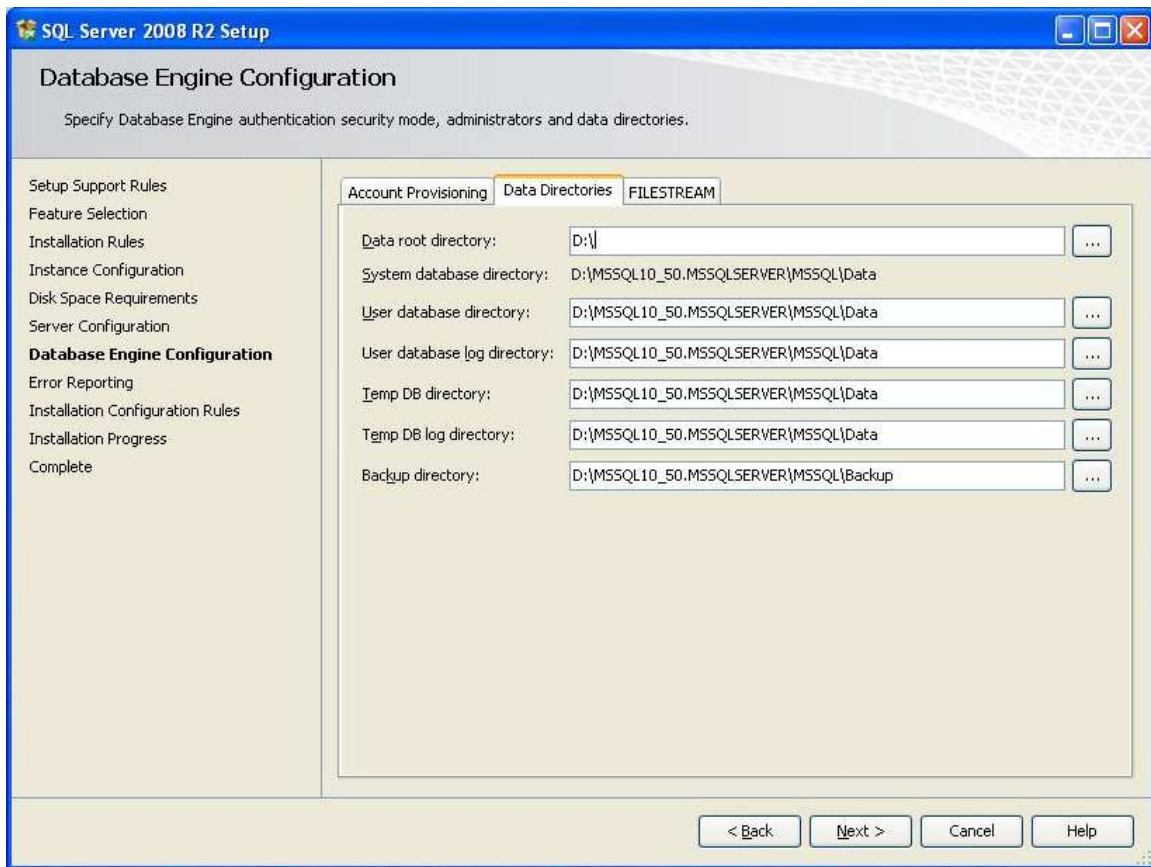 SQL Server 2008 R2 Setup
Database Engine Configuration
Specify Database Engine authentication security mode, administrators and data directories.
Setup Support Rules
Feature Selection
Installation Rules
Instance Configuration
Disk Space Requirements
Server Configuration
Database Engine Configuration
Error Reporting
Installation Configuration Rules
Installation Progress
Complete
Account Provisioning Data Directories FILESTREAM
Data root directory: D:\ ...
System database directory: D:\MSSQL10_50.MSSQLSERVER\MSSQL\Data
User database directory: D:\MSSQL10_50.MSSQLSERVER\MSSQL\Data ...
User database log directory: D:\MSSQL10_50.MSSQLSERVER\MSSQL\Data ...
Temp DB directory: D:\MSSQL10_50.MSSQLSERVER\MSSQL\Data ...
Temp DB log directory: D:\MSSQL10_50.MSSQLSERVER\MSSQL\Data ...
Backup directory: D:\MSSQL10_50.MSSQLSERVER\MSSQL\Backup ...
< Back Next > Cancel Help